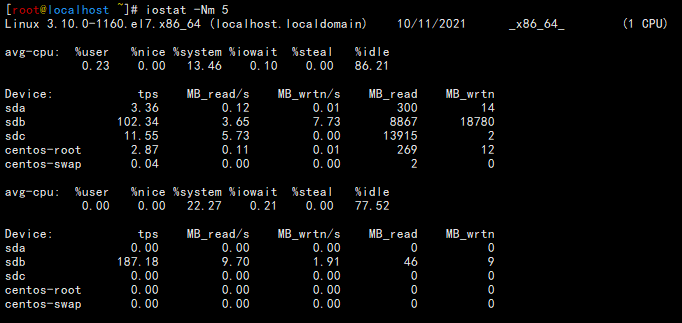 [root@localhost ~]# iostat -Nm 5
Linux 3.10.0-1160.el7.x86_64 (localhost.localdomain) 10/11/2021 _x86_64_ (1 CPU)
avg-cpu: %user %nice %system %iowait %steal %idle
0.23 0.00 13.46 0.10 0.00 86.21
Device: tps MB_read/s MB_wrtn/s MB_read MB_wrtn
sda 3.36 0.12 0.01 300 14
sdb 102.34 3.65 7.73 8867 18780
sdc 11.55 5.73 0.00 13915 2
centos-root 2.87 0.11 0.01 269 12
centos-swap 0.04 0.00 0.00 2 0
avg-cpu: %user %nice %system %iowait %steal %idle
0.00 0.00 22.27 0.21 0.00 77.52
Device: tps MB_read/s MB_wrtn/s MB_read MB_wrtn
sda 0.00 0.00 0.00 0 0
sdb 187.18 9.70 1.91 46 9
sdc 0.00 0.00 0.00 0 0
centos-root 0.00 0.00 0.00 0 0
centos-swap 0.00 0.00 0.00 0 0